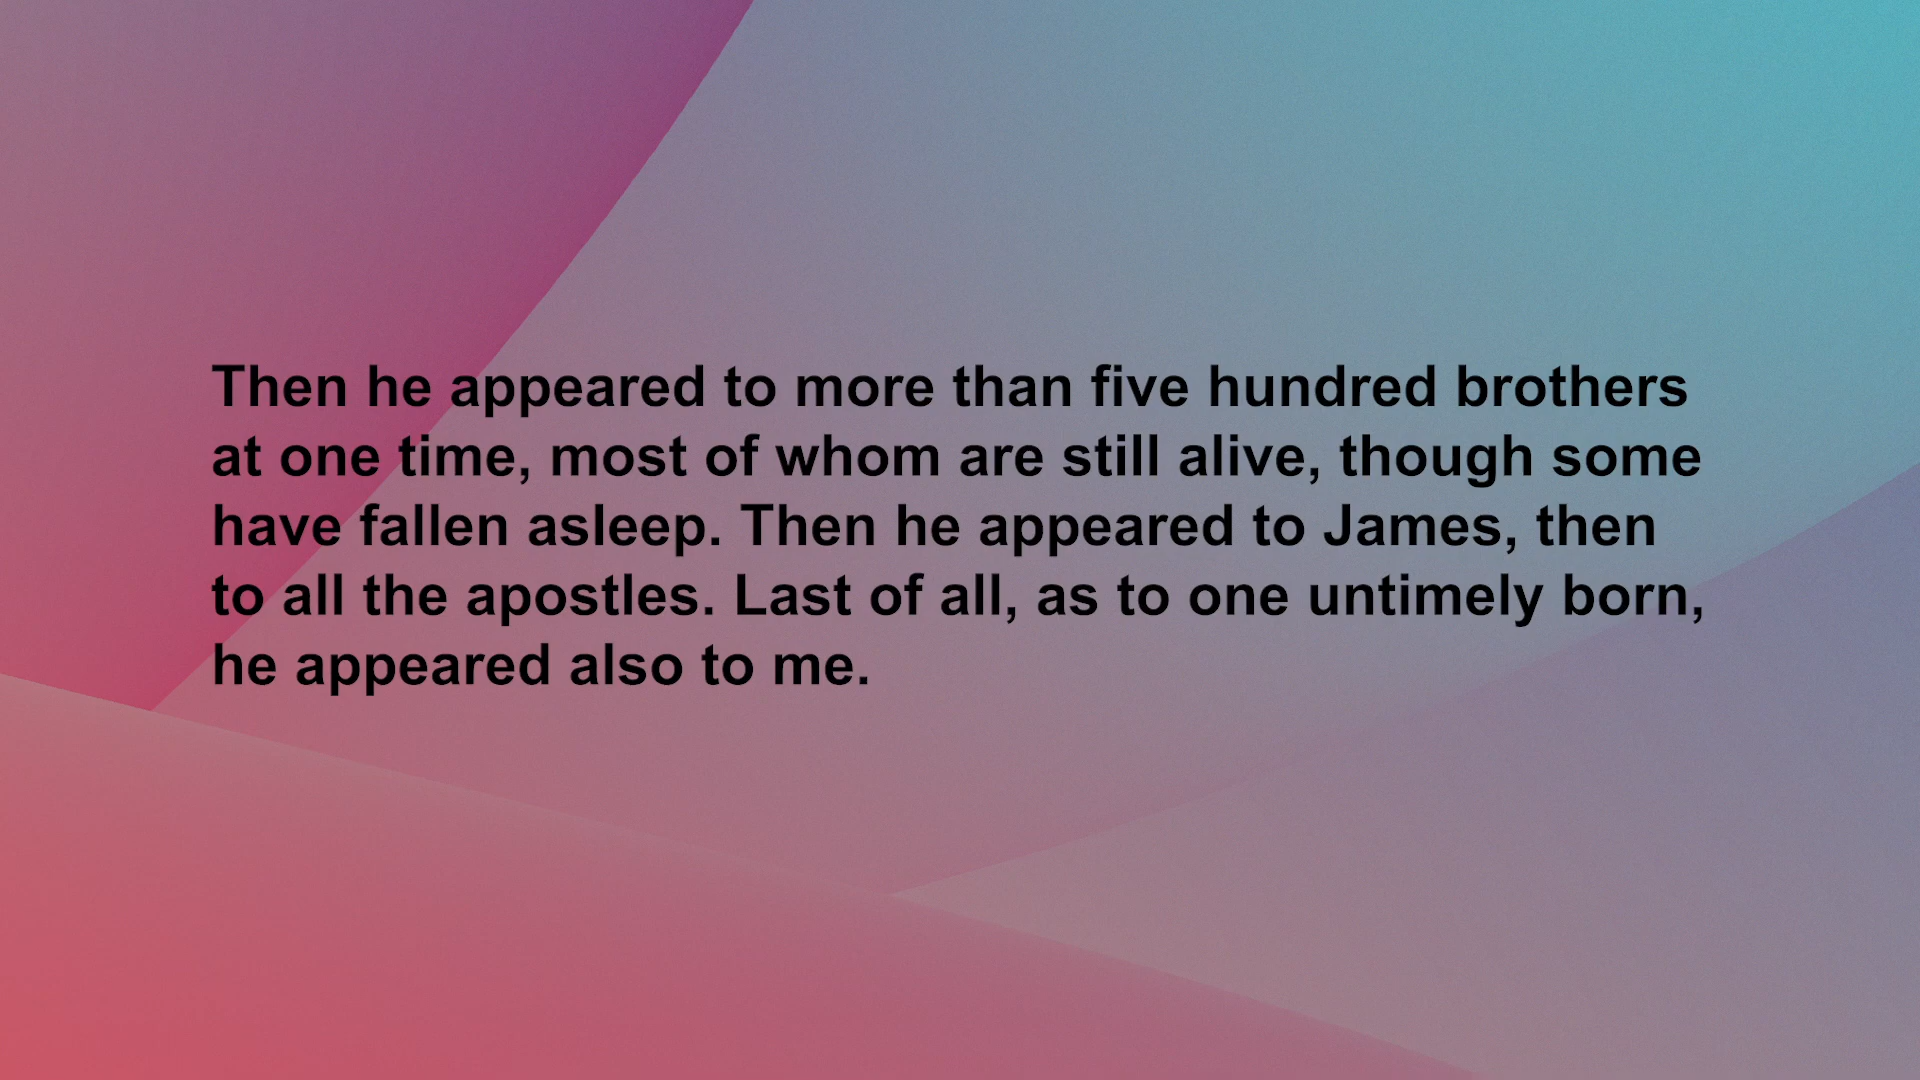 Then he appeared to more than five hundred brothers
at one time, most of whom are still alive, though some
have fallen asleep. Then he appeared to James, then
to all the apostles. Last of all, as to one untimely born,
he appeared also to me.